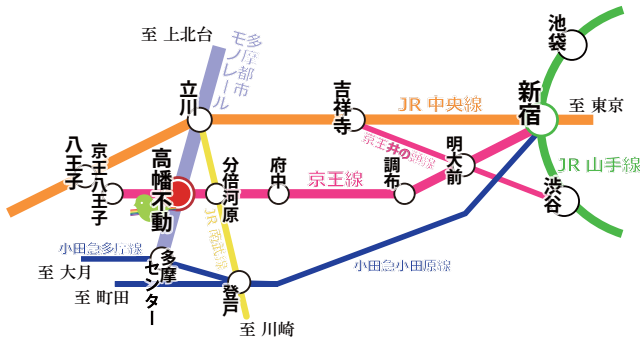 至 上北台
多摩都市
モノレール
池袋
立川
吉祥寺
新宿
JR 中央線
至 東京
八王子
京王八王子
高幡不動
分倍河原
府中
京王線
調布
京王井の頭線
明大前
渋谷
JR 山手線
JR 南武線
小田急多摩線
至 大月
多摩
センター
至 町田
登戸
小田急小田原線
至 川崎